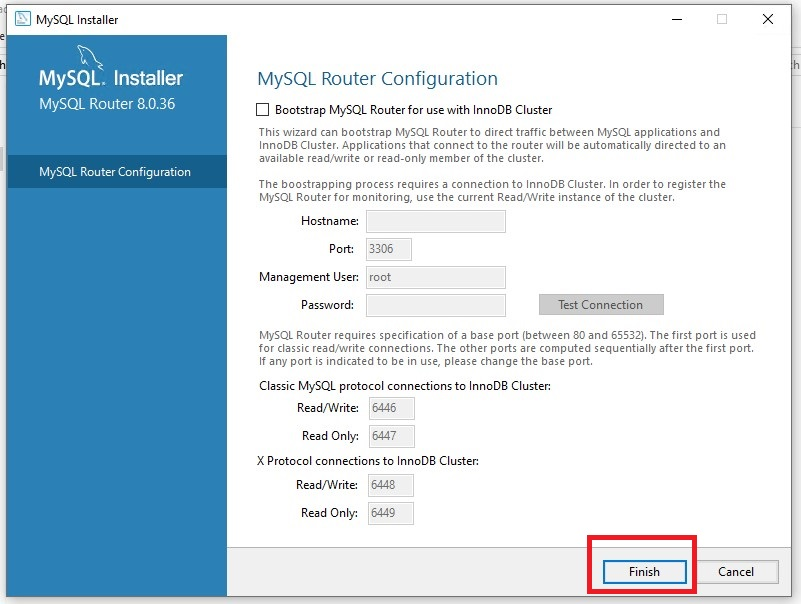 MySQL Installer
MySQL. Installer
MySQL Router 8.0.36
MySQL Router Configuration
MySQL Router Configuration
Bootstrap MySQL Router for use with InnoDB Cluster
This wizard can bootstrap MySQL Router to direct traffic between MySQL applications and
InnoDB Cluster. Applications that connect to the router will be automatically directed to an
available read/write or read-only member of the cluster.
The boostrapping process requires a connection to InnoDB Cluster. In order to register the
MySQL Router for monitoring, use the current Read/Write instance of the cluster.
Hostname:
Port: 3306
Management User: root
Password: Test Connection
MySQL Router requires specification of a base port (between 80 and 65532). The first port is used
for classic read/write connections. The other ports are computed sequentially after the first port.
If any port is indicated to be in use, please change the base port.
Classic MySQL protocol connections to InnoDB Cluster:
Read/Write: 6446
Read Only: 6447
X Protocol connections to InnoDB Cluster:
Read/Write: 6448
Read Only: 6449
Finish Cancel